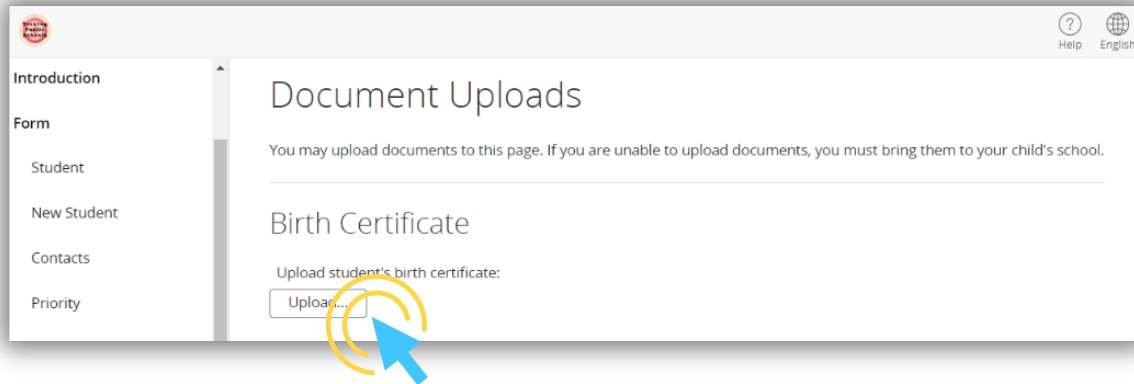 Help English
Introduction
Form
Student
New Student
Contacts
Priority
Document Uploads
You may upload documents to this page. If you are unable to upload documents, you must bring them to your child's school.
Birth Certificate
Upload student's birth certificate:
Upload...